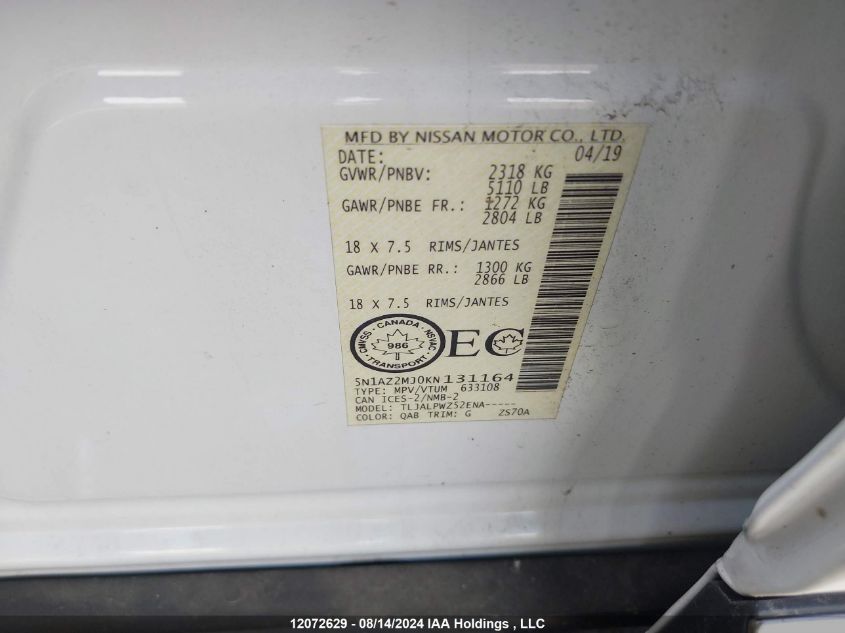 MFD BY NISSAN MOTOR CO., LTD.
DATE: 04/19
GVWR/PNBV: 2318 KG
5110 LB
GAWR/PNBE FR.: 1272 KG
2804 LB
18 X 7.5 RIMS/JANTES
GAWR/PNBE RR.: 1300 KG
2866 LB
18 X 7.5 RIMS/JANTES
CMVSS · CANADA · NSVAC
986
TRANSPORT
EC
5N1AZ2MJ0KN131164
TYPE: MPV/VTUM 633108
CAN ICES-2/NMB-2
MODEL: TLJALPWZ52ENA-----
COLOR: QAB TRIM: G ZS70A
12072629 - 08/14/2024 IAA Holdings , LLC